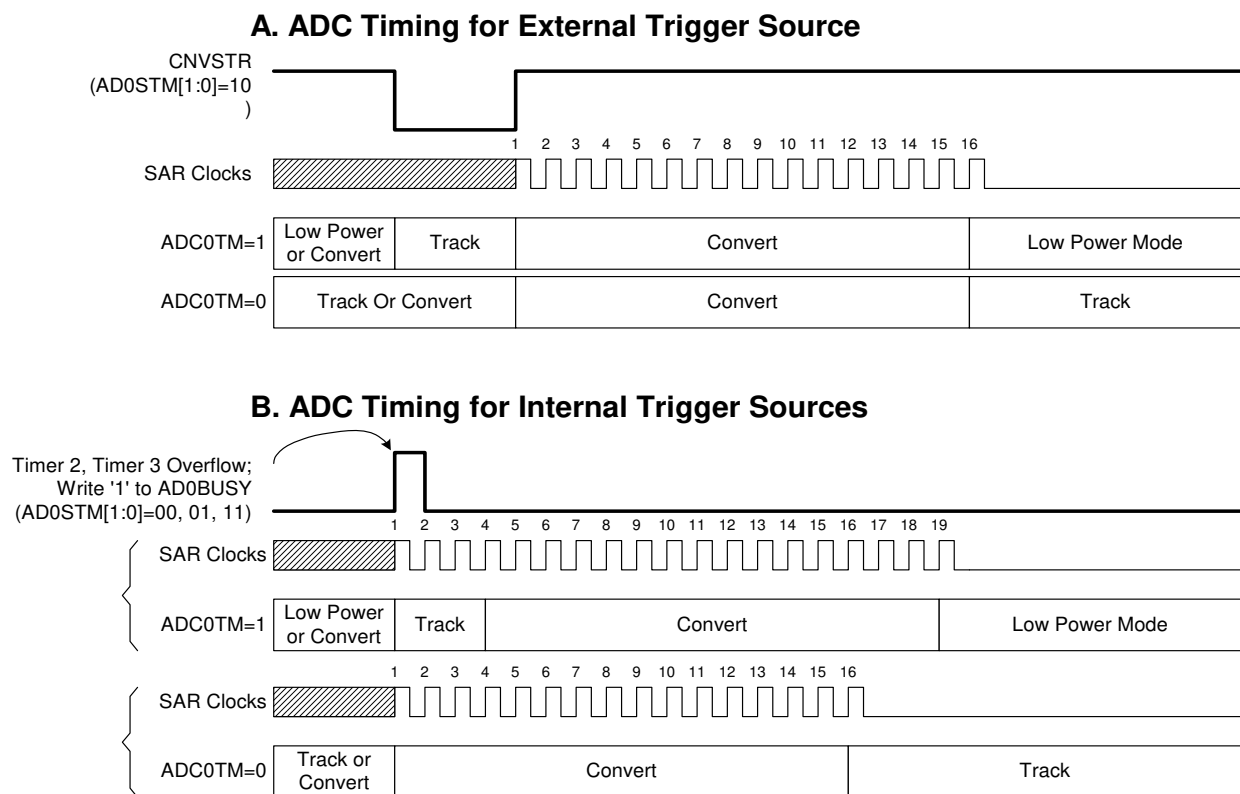 A. ADC Timing for External Trigger Source
CNVSTR
(AD0STM[1:0]=10
)
1 2 3 4 5 6 7 8 9 10 11 12 13 14 15 16
SAR Clocks
ADC0TM=1
Low Power
or Convert
Track
Convert
Low Power Mode
ADC0TM=0
Track Or Convert
Convert
Track
B. ADC Timing for Internal Trigger Sources
Timer 2, Timer 3 Overflow;
Write '1' to AD0BUSY
(AD0STM[1:0]=00, 01, 11)
1 2 3 4 5 6 7 8 9 10 11 12 13 14 15 16 17 18 19
SAR Clocks
ADC0TM=1
Low Power
or Convert
Track
Convert
Low Power Mode
1 2 3 4 5 6 7 8 9 10 11 12 13 14 15 16
SAR Clocks
ADC0TM=0
Track or
Convert
Convert
Track